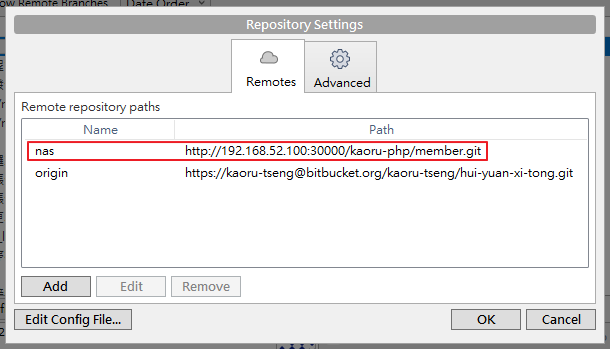 ow Remote Branches Date Order
Repository Settings
Remotes
Advanced
Remote repository paths
Name Path
nas http://192.168.52.100:30000/kaoru-php/member.git
origin https://kaoru-tseng@bitbucket.org/kaoru-tseng/hui-yuan-xi-tong.git
Add Edit Remove
Edit Config File... OK Cancel